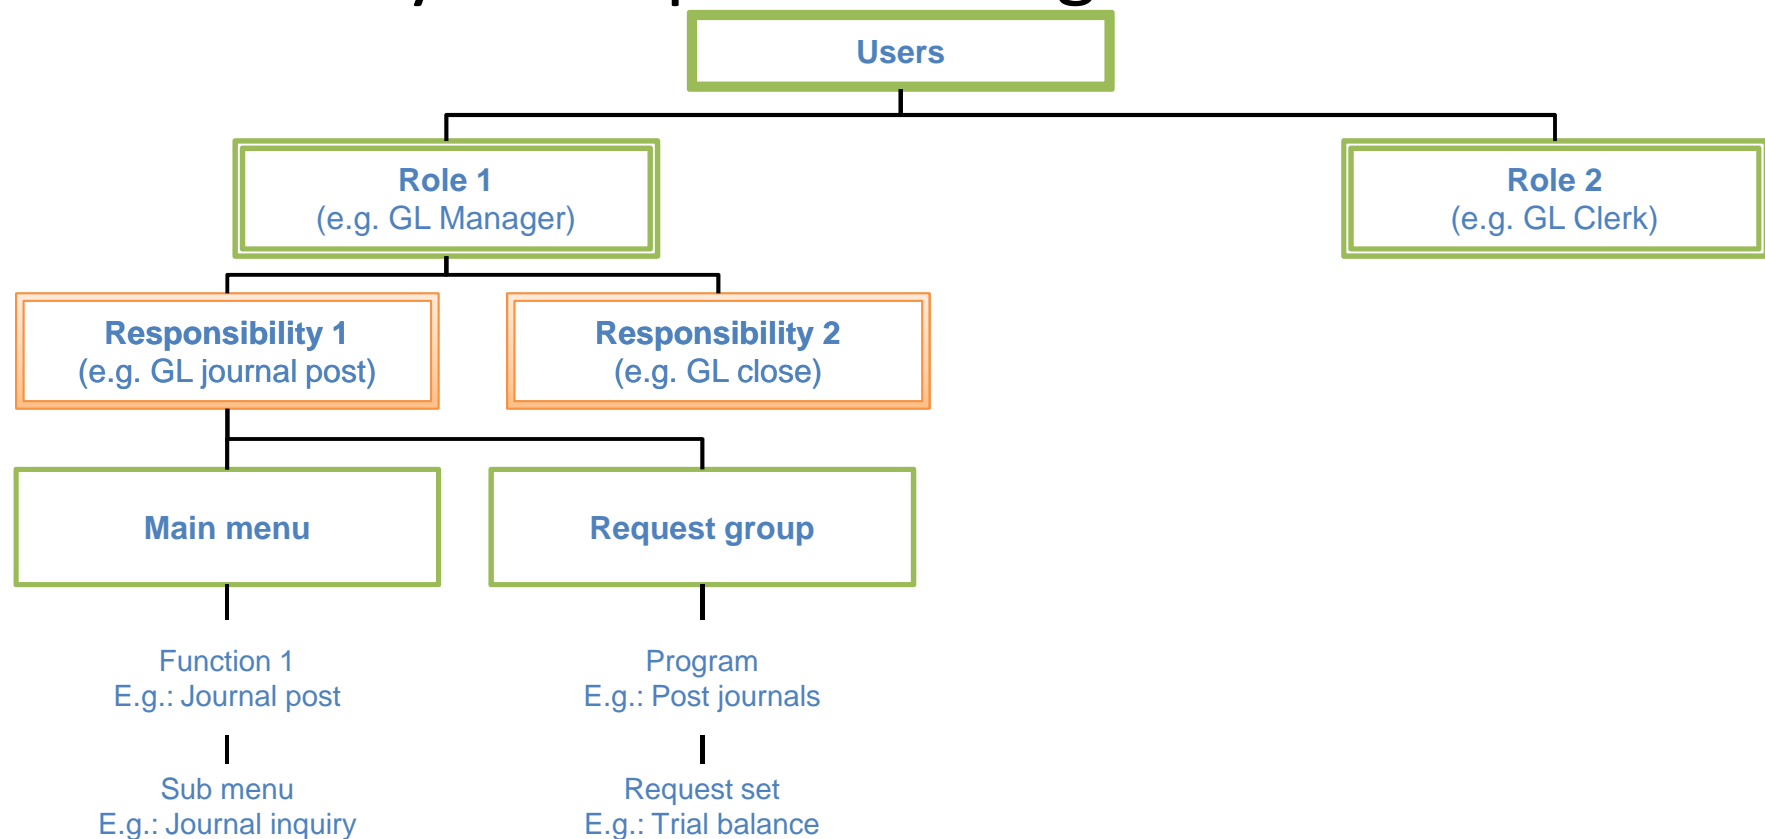 Users
Role 1
(e.g. GL Manager)
Role 2
(e.g. GL Clerk)
Responsibility 1
(e.g. GL journal post)
Responsibility 2
(e.g. GL close)
Main menu
Request group
Function 1
E.g.: Journal post
Program
E.g.: Post journals
Sub menu
E.g.: Journal inquiry
Request set
E.g.: Trial balance